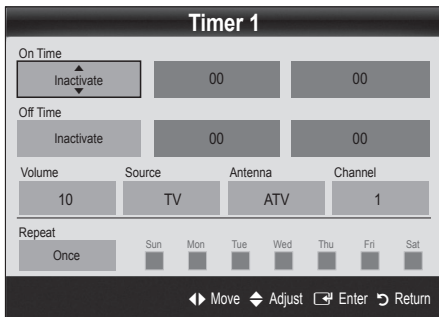 Timer 1
On Time
Inactivate 00 00
Off Time
Inactivate 00 00
Volume Source Antenna Channel
10 TV ATV 1
Repeat
Once Sun Mon Tue Wed Thu Fri Sat
Move Adjust Enter Return